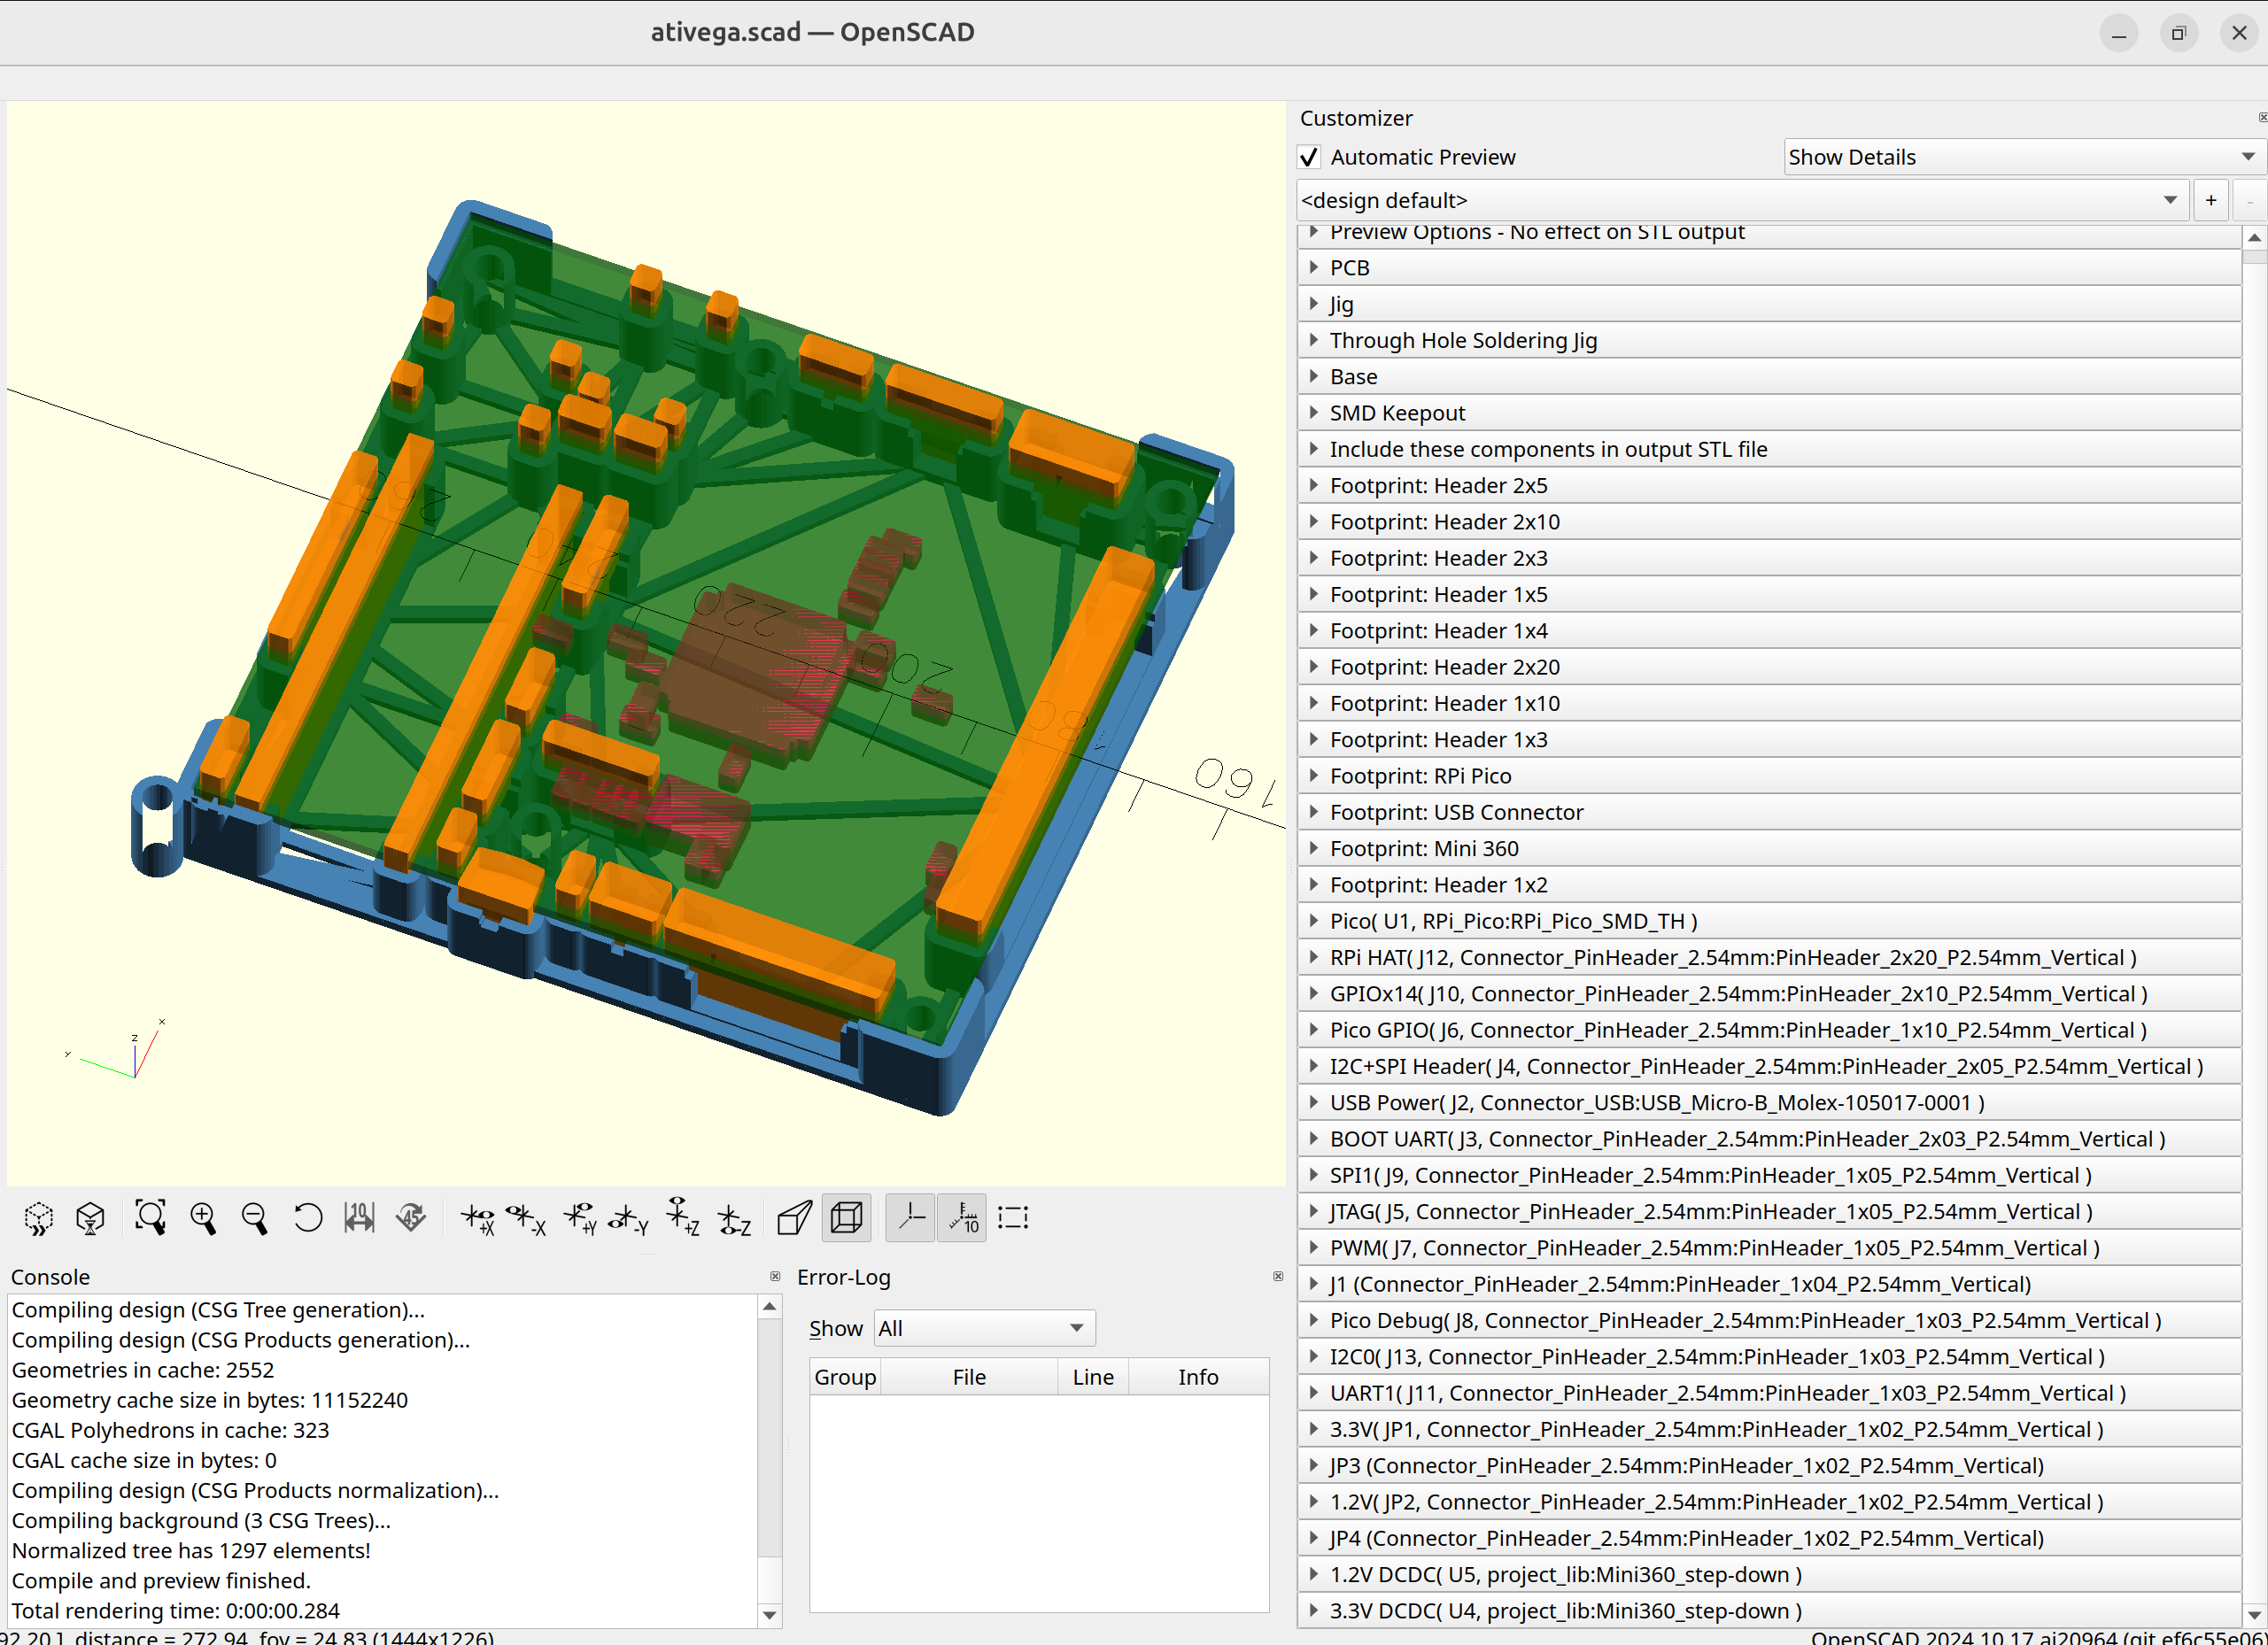 ativega.scad — OpenSCAD
Customizer
Automatic Preview
Show Details
<design default>
+
-
Preview Options - No effect on STL output
PCB
Jig
Through Hole Soldering Jig
Base
SMD Keepout
Include these components in output STL file
Footprint: Header 2x5
Footprint: Header 2x10
Footprint: Header 2x3
Footprint: Header 1x5
Footprint: Header 1x4
Footprint: Header 2x20
Footprint: Header 1x10
Footprint: Header 1x3
Footprint: RPi Pico
Footprint: USB Connector
Footprint: Mini 360
Footprint: Header 1x2
Pico( U1, RPi_Pico:RPi_Pico_SMD_TH )
RPi HAT( J12, Connector_PinHeader_2.54mm:PinHeader_2x20_P2.54mm_Vertical )
GPIOx14( J10, Connector_PinHeader_2.54mm:PinHeader_2x10_P2.54mm_Vertical )
Pico GPIO( J6, Connector_PinHeader_2.54mm:PinHeader_1x10_P2.54mm_Vertical )
I2C+SPI Header( J4, Connector_PinHeader_2.54mm:PinHeader_2x05_P2.54mm_Vertical )
USB Power( J2, Connector_USB:USB_Micro-B_Molex-105017-0001 )
BOOT UART( J3, Connector_PinHeader_2.54mm:PinHeader_2x03_P2.54mm_Vertical )
SPI1( J9, Connector_PinHeader_2.54mm:PinHeader_1x05_P2.54mm_Vertical )
JTAG( J5, Connector_PinHeader_2.54mm:PinHeader_1x05_P2.54mm_Vertical )
PWM( J7, Connector_PinHeader_2.54mm:PinHeader_1x05_P2.54mm_Vertical )
J1 (Connector_PinHeader_2.54mm:PinHeader_1x04_P2.54mm_Vertical)
Pico Debug( J8, Connector_PinHeader_2.54mm:PinHeader_1x03_P2.54mm_Vertical )
I2C0( J13, Connector_PinHeader_2.54mm:PinHeader_1x03_P2.54mm_Vertical )
UART1( J11, Connector_PinHeader_2.54mm:PinHeader_1x03_P2.54mm_Vertical )
3.3V( JP1, Connector_PinHeader_2.54mm:PinHeader_1x02_P2.54mm_Vertical )
JP3 (Connector_PinHeader_2.54mm:PinHeader_1x02_P2.54mm_Vertical)
1.2V( JP2, Connector_PinHeader_2.54mm:PinHeader_1x02_P2.54mm_Vertical )
JP4 (Connector_PinHeader_2.54mm:PinHeader_1x02_P2.54mm_Vertical)
1.2V DCDC( U5, project_lib:Mini360_step-down )
3.3V DCDC( U4, project_lib:Mini360_step-down )
220
200
160
x
z
y
10
45
+X
-X
+Y
-Y
+Z
-Z
10
Console
Compiling design (CSG Tree generation)...
Compiling design (CSG Products generation)...
Geometries in cache: 2552
Geometry cache size in bytes: 11152240
CGAL Polyhedrons in cache: 323
CGAL cache size in bytes: 0
Compiling design (CSG Products normalization)...
Compiling background (3 CSG Trees)...
Normalized tree has 1297 elements!
Compile and preview finished.
Total rendering time: 0:00:00.284
Error-Log
Show All
Group File Line Info
92.20 ], distance = 272.94, fov = 24.83 (1444x1226)
OpenSCAD 2024.10.17.ai20964 (git ef6c55e06)